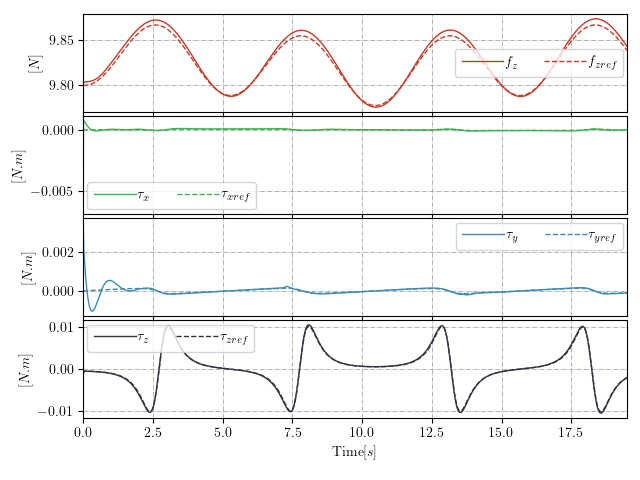 9.85
9.80
[N]
f_z f_zref
0.000
−0.005
[N.m]
τ_x τ_xref
0.002
0.000
[N.m]
τ_y τ_yref
0.01
0.00
−0.01
[N.m]
τ_z τ_zref
0.0 2.5 5.0 7.5 10.0 12.5 15.0 17.5
Time[s]